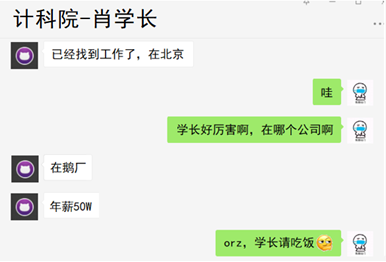 计科院-肖学长
已经找到工作了，在北京
哇
学长好厉害啊，在哪个公司啊
在鹅厂
年薪50W
orz，学长请吃饭